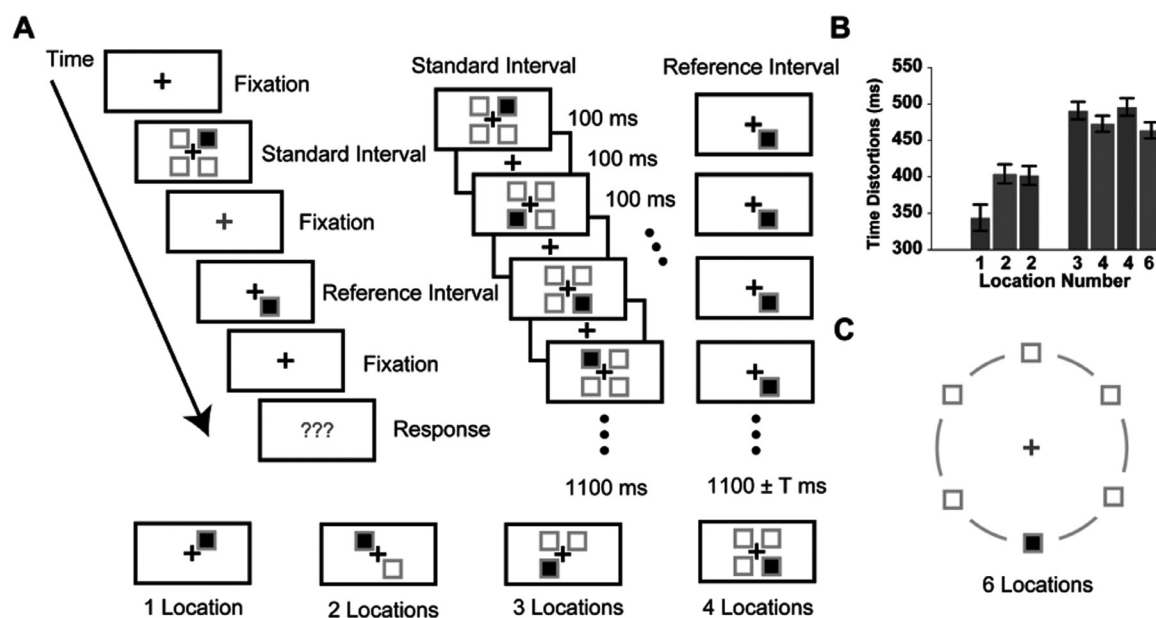 A
Time
Fixation
Standard Interval
Fixation
Reference Interval
Fixation
???
Response
Standard Interval
100 ms
100 ms
100 ms
1100 ms
Reference Interval
1100 ± T ms
1 Location
2 Locations
3 Locations
4 Locations
B
Time Distortions (ms)
550
500
450
400
350
300
1 2 2 3 4 4 6
Location Number
C
6 Locations